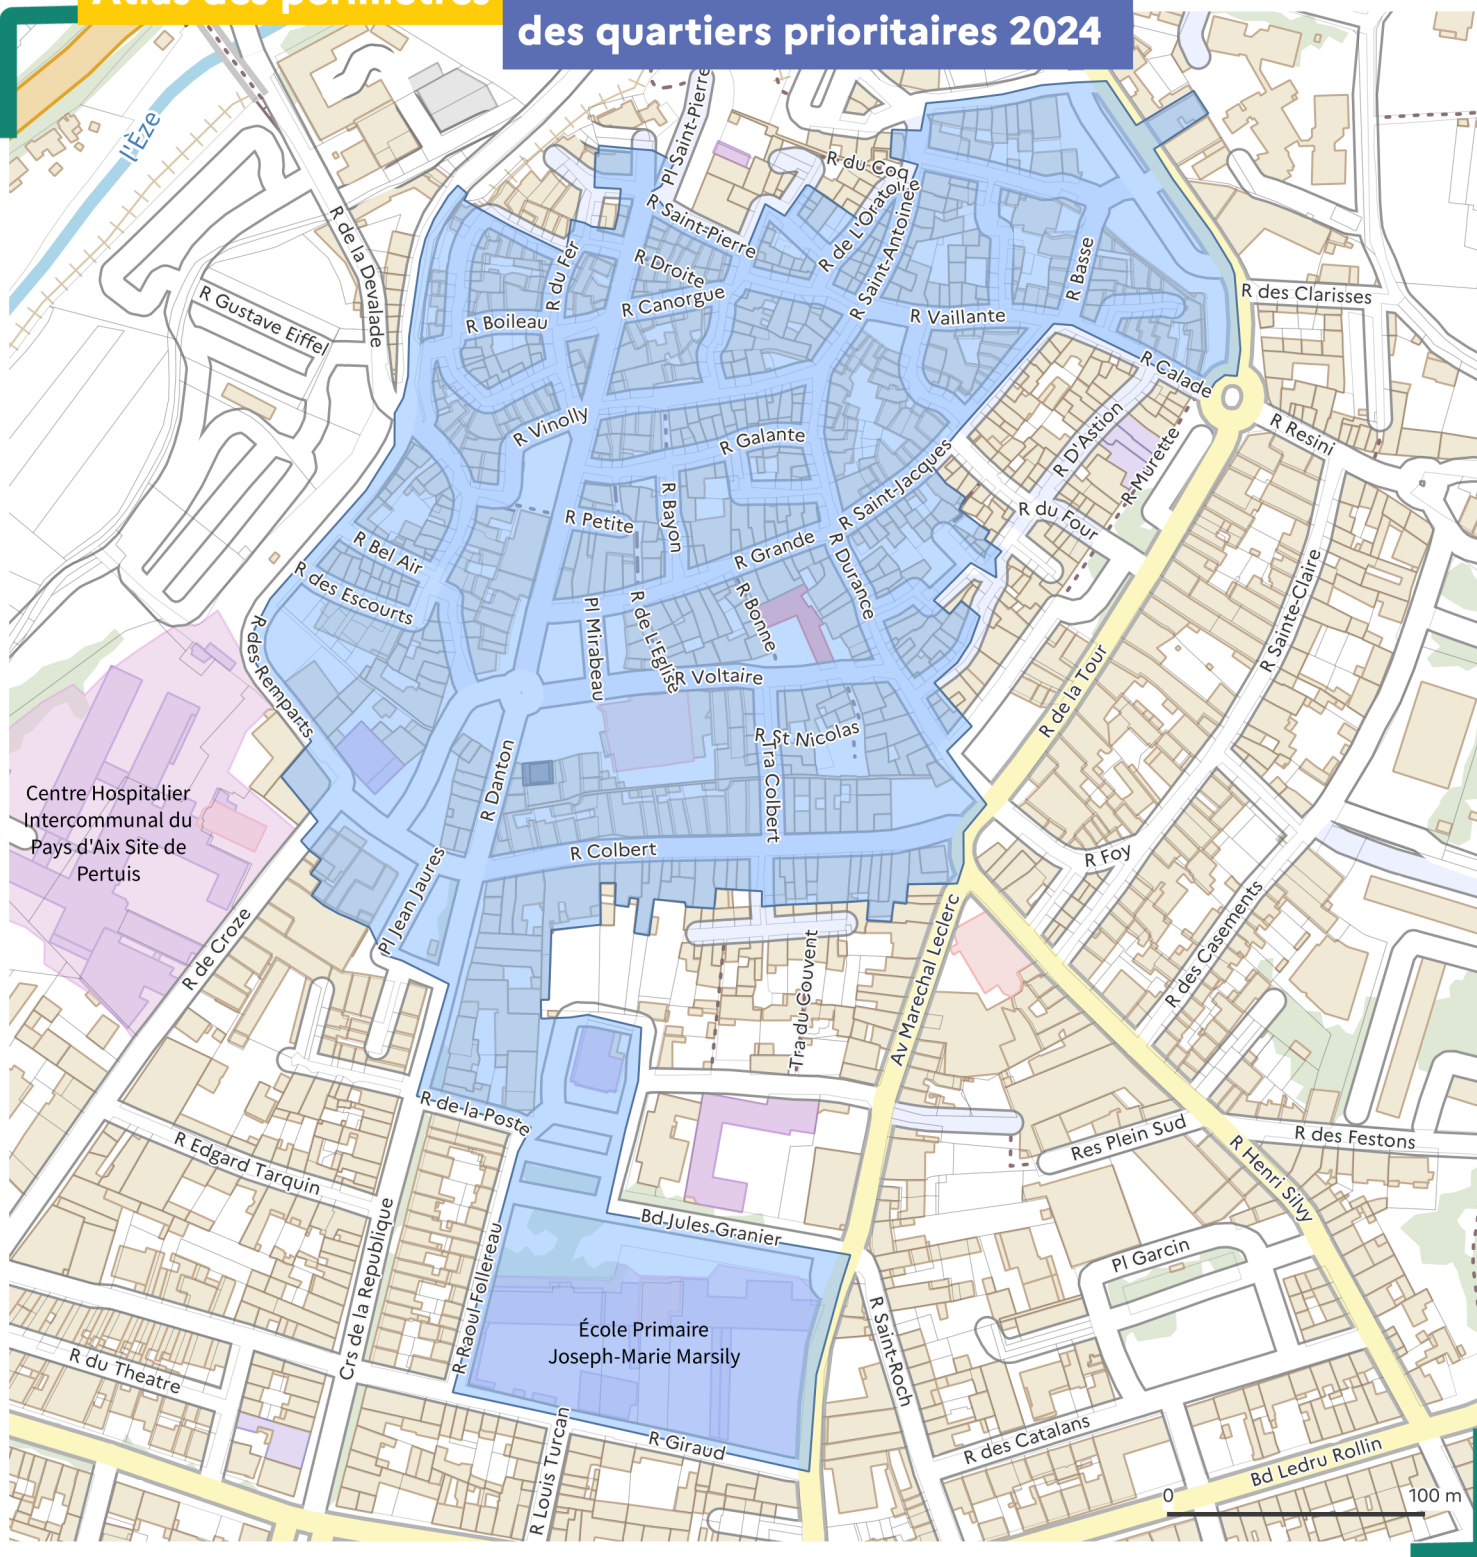 Atlas des périmètres
des quartiers prioritaires 2024
l'Èze
Pl Saint-Pierre
R du Coq
R de L'Oratoire
R Saint-Antoine
R Saint-Pierre
R de la Devalade
R du Fer
R Droite
R Canorgue
R Basse
R des Clarisses
R Gustave Eiffel
R Boileau
R Vaillante
R Calade
R Vinolly
R Galante
R D'Astion
R Murette
R Resini
R Saint-Jacques
R Petite
R Bayon
R du Four
R Bel Air
R Grande
R Durance
R des Escourts
R Sainte-Claire
Pl Mirabeau
R de L'Eglise
R Bonne
R des Remparts
R Voltaire
R de la Tour
R St Nicolas
R Danton
Tra Colbert
Centre Hospitalier
Intercommunal du
Pays d'Aix Site de
Pertuis
R Colbert
R Foy
Pl Jean Jaures
R de Croze
Av Marechal Leclerc
R des Casements
Tra du Couvent
R de la Poste
R Edgard Tarquin
Res Plein Sud
R des Festons
R Henri Silvy
Bd Jules Granier
Crs de la Republique
R Raoul Follereau
Pl Garcin
École Primaire
Joseph-Marie Marsily
R Saint-Roch
R du Theatre
R Giraud
R Louis Turcan
R des Catalans
Bd Ledru Rollin
0
100 m